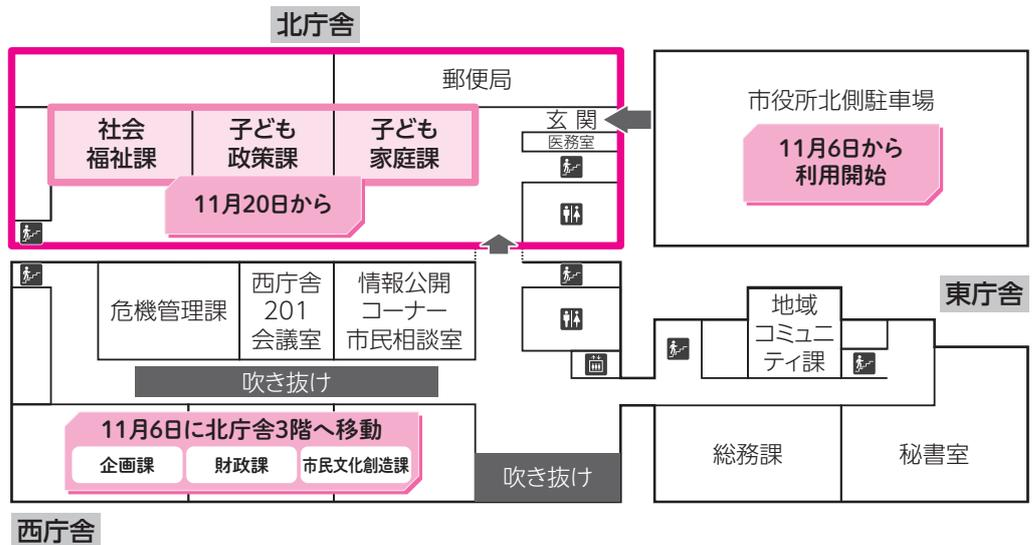 北庁舎
郵便局
社会
福祉課
子ども
政策課
子ども
家庭課
11月20日から
玄関
医務室
市役所北側駐車場
11月6日から
利用開始
危機管理課
西庁舎
201
会議室
情報公開
コーナー
市民相談室
吹き抜け
東庁舎
地域
コミュニ
ティ課
11月6日に北庁舎3階へ移動
企画課
財政課
市民文化創造課
吹き抜け
総務課
秘書室
西庁舎